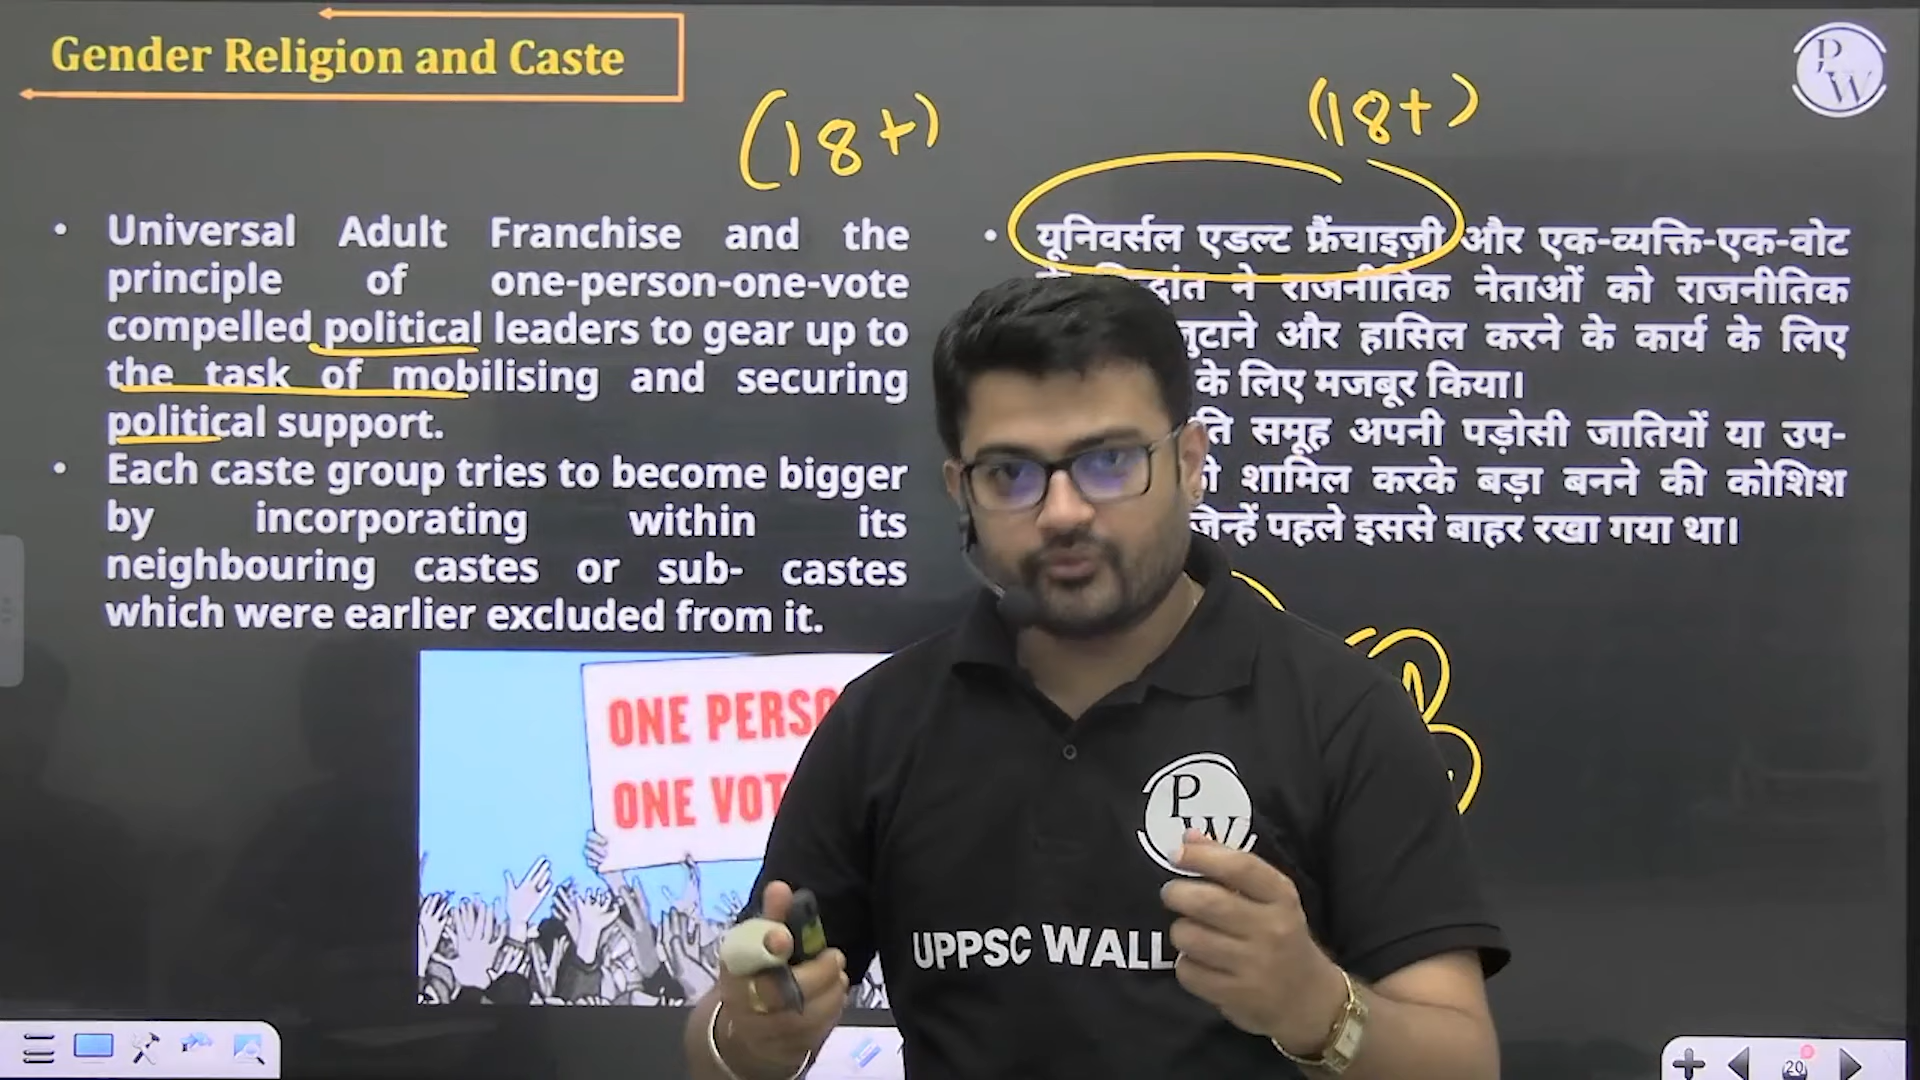 Gender Religion and Caste
P
W
(18+)
(18+)
• Universal Adult Franchise and the
principle of one-person-one-vote
compelled political leaders to gear up to
the task of mobilising and securing
political support.
• Each caste group tries to become bigger
by incorporating within its
neighbouring castes or sub- castes
which were earlier excluded from it.
• यूनिवर्सल एडल्ट फ्रैंचाइज़ी और एक-व्यक्ति-एक-वोट
ने राजनीतिक नेताओं को राजनीतिक
और हासिल करने के कार्य के लिए
के लिए मजबूर किया।
समूह अपनी पड़ोसी जातियों या उप-
शामिल करके बड़ा बनने की कोशिश
जिन्हें पहले इससे बाहर रखा गया था।
ONE
ONE
P
W
UPPSC
20